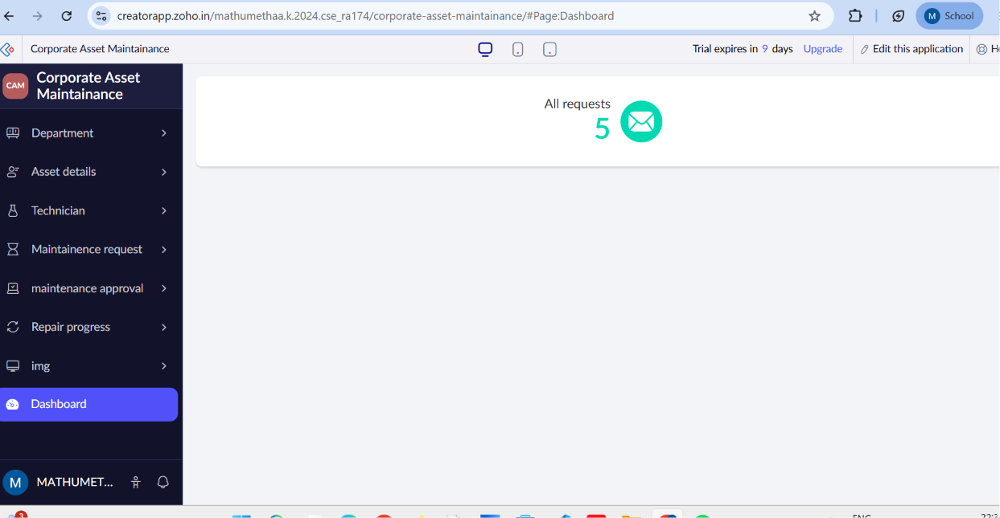 creatorapp.zoho.in/mathumethaa.k.2024.cse_ra174/corporate-asset-maintainance/#Page:Dashboard
M School
Corporate Asset Maintainance
Trial expires in 9 days Upgrade
Edit this application
CAM
Corporate Asset
Maintainance
Department
Asset details
Technician
Maintainence request
maintenance approval
Repair progress
img
Dashboard
M MATHUMET...
All requests
5
3